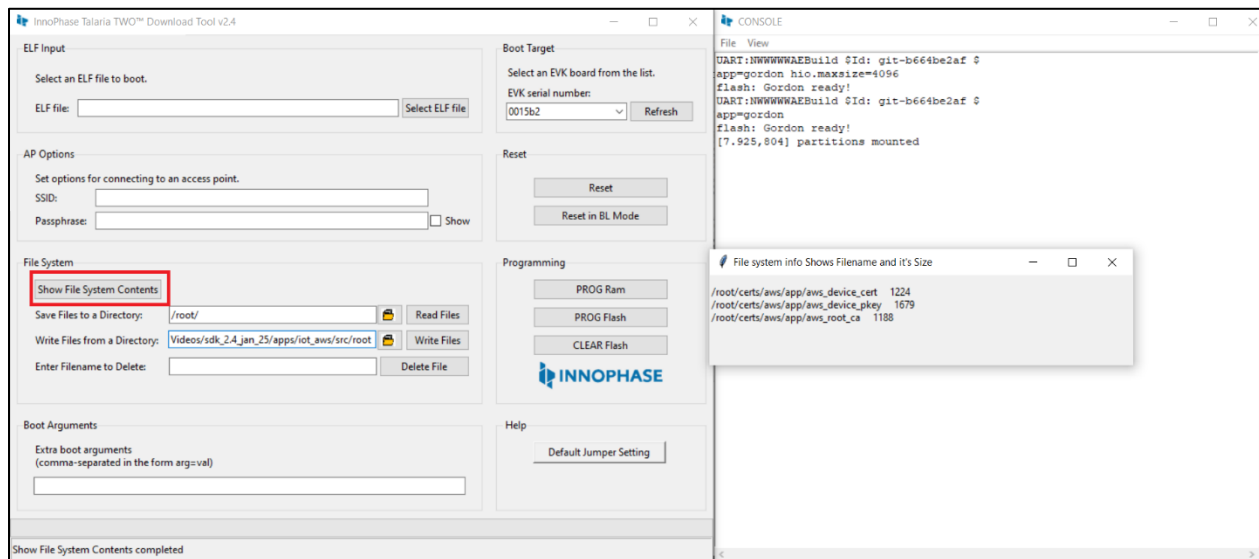 InnoPhase Talaria TWO™ Download Tool v2.4
ELF Input
Select an ELF file to boot.
ELF file:
Select ELF file
Boot Target
Select an EVK board from the list.
EVK serial number:
0015b2
Refresh
AP Options
Set options for connecting to an access point.
SSID:
Passphrase:
Show
Reset
Reset
Reset in BL Mode
File System
Show File System Contents
Save Files to a Directory:
/root/
Read Files
Write Files from a Directory:
Videos/sdk_2.4_jan_25/apps/iot_aws/src/root
Write Files
Enter Filename to Delete:
Delete File
Programming
PROG Ram
PROG Flash
CLEAR Flash
INNOPHASE
Boot Arguments
Extra boot arguments
(comma-separated in the form arg=val)
Help
Default Jumper Setting
Show File System Contents completed
CONSOLE
File View
UART:NWWWWWAEBuild $Id: git-b664be2af $
app=gordon hio.maxsize=4096
flash: Gordon ready!
UART:NWWWWAEBuild $Id: git-b664be2af $
app=gordon
flash: Gordon ready!
[7.925,804] partitions mounted
File system info Shows Filename and it's Size
/root/certs/aws/app/aws_device_cert 1224
/root/certs/aws/app/aws_device_pkey 1679
/root/certs/aws/app/aws_root_ca 1188